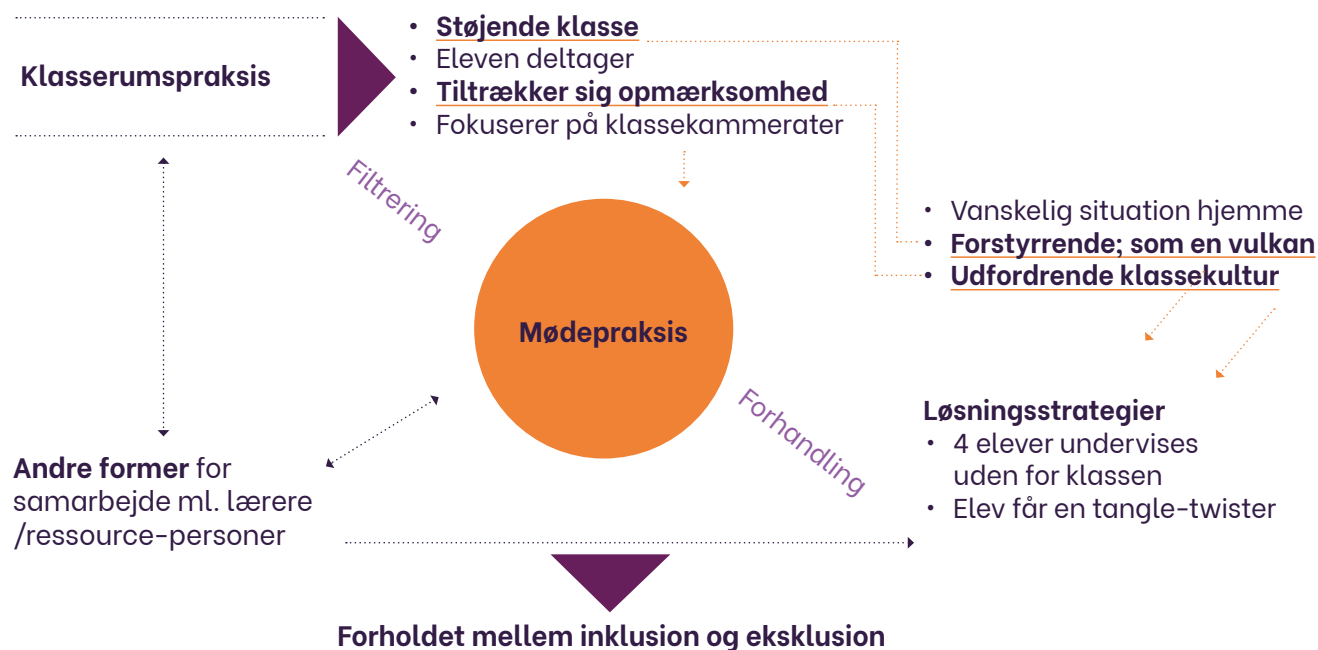 Klasserumspraksis
• Støjende klasse
• Eleven deltager
• Tiltrækker sig opmærksomhed
• Fokuserer på klassekammerater
Filtrering
• Vanskelig situation hjemme
• Forstyrrende; som en vulkan
• Udfordrende klassekultur
Mødepraksis
Forhandling
Løsningsstrategier
• 4 elever undervises
uden for klassen
• Elev får en tangle-twister
Andre former for
samarbejde ml. lærere
/ressource-personer
Forholdet mellem inklusion og eksklusion